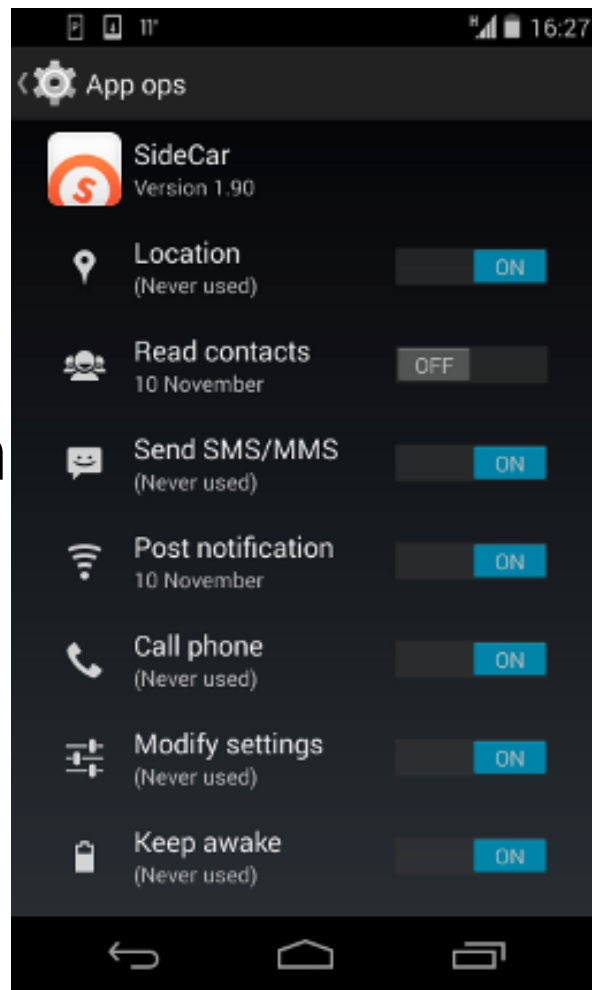 11°
H
16:27
App ops
S
SideCar
Version 1.90
Location
(Never used)
ON
Read contacts
10 November
OFF
n
Send SMS/MMS
(Never used)
ON
Post notification
10 November
ON
Call phone
(Never used)
ON
Modify settings
(Never used)
ON
Keep awake
(Never used)
ON